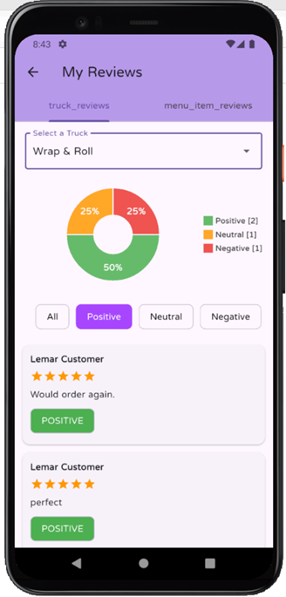 8:43
My Reviews
truck_reviews menu_item_reviews
Select a Truck
Wrap & Roll
25% 25%
50%
Positive [2]
Neutral [1]
Negative [1]
All Positive Neutral Negative
Lemar Customer
Would order again.
POSITIVE
Lemar Customer
perfect
POSITIVE